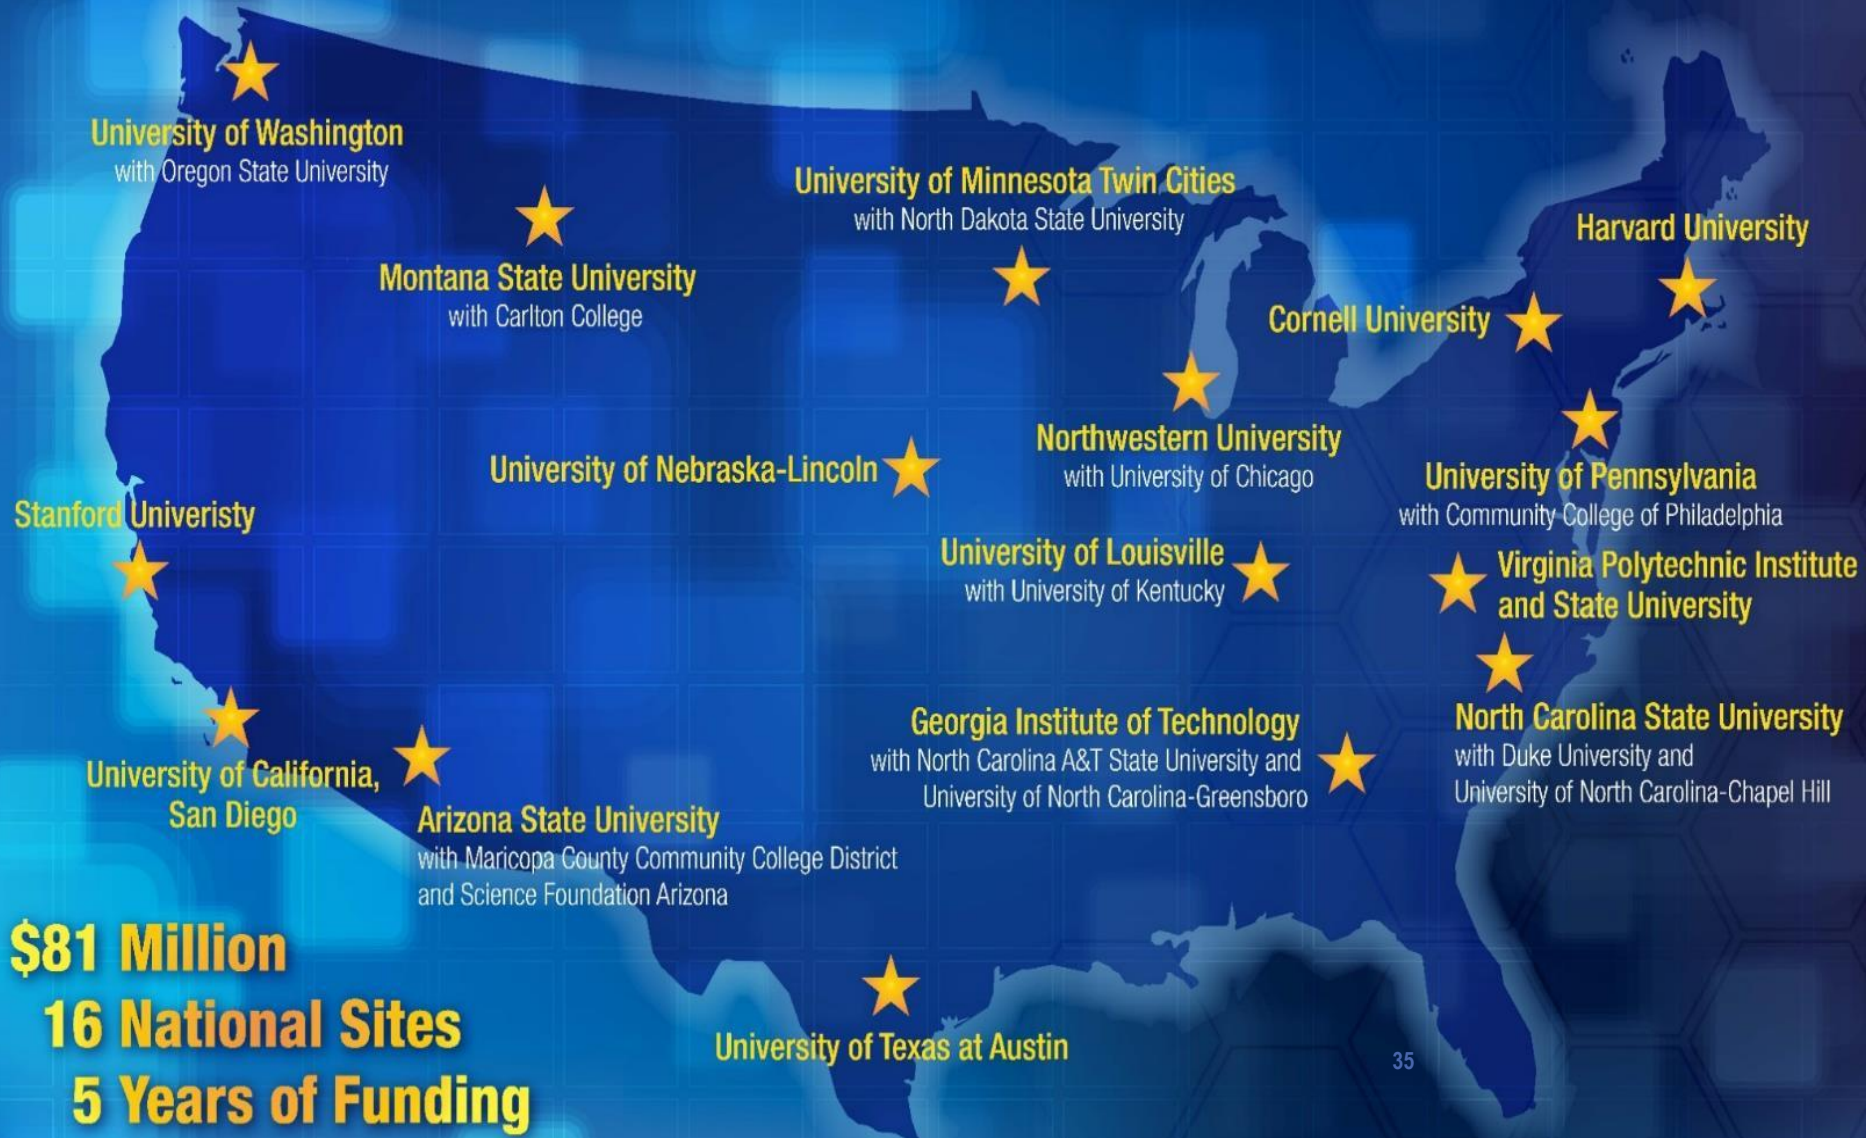 University of Washington
with Oregon State University
Montana State University
with Carlton College
University of Minnesota Twin Cities
with North Dakota State University
Harvard University
Cornell University
Northwestern University
with University of Chicago
University of Nebraska-Lincoln
University of Pennsylvania
with Community College of Philadelphia
Stanford Univeristy
University of Louisville
with University of Kentucky
Virginia Polytechnic Institute
and State University
Georgia Institute of Technology
with North Carolina A&T State University and
University of North Carolina-Greensboro
North Carolina State University
with Duke University and
University of North Carolina-Chapel Hill
University of California,
San Diego
Arizona State University
with Maricopa County Community College District
and Science Foundation Arizona
University of Texas at Austin
$81 Million
16 National Sites
5 Years of Funding
35